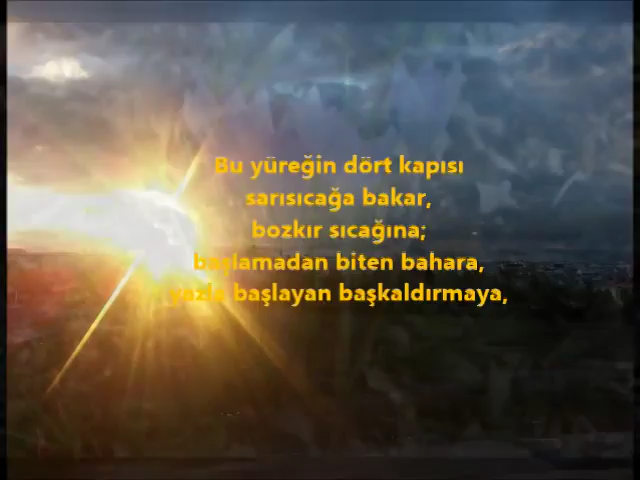 Bu yüreğin dört kapısı
sarısıcağa bakar,
bozkır sıcağına;
başlamadan biten bahara,
yazla başlayan başkaldırmaya,